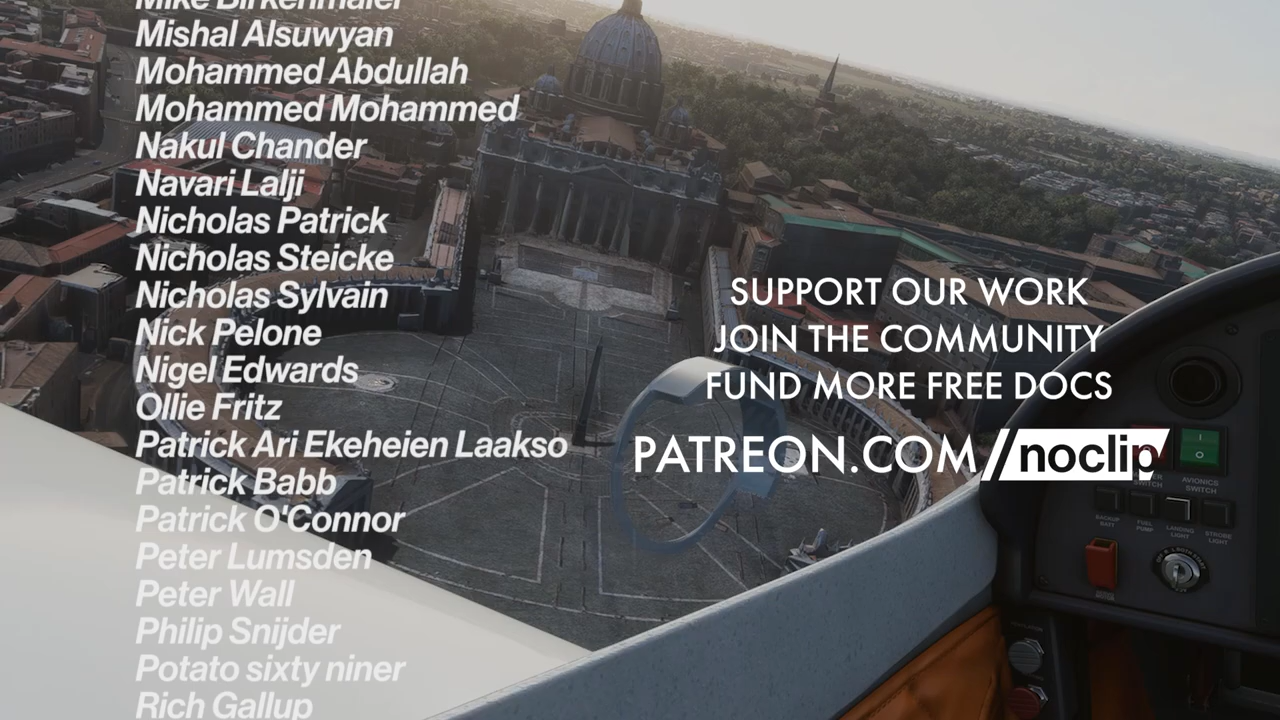 Mike Birkenmaier
Mishal Alsuwyan
Mohammed Abdullah
Mohammed Mohammed
Nakul Chander
Navari Lalji
Nicholas Patrick
Nicholas Steicke
Nicholas Sylvain
Nick Pelone
Nigel Edwards
Ollie Fritz
Patrick Ari Ekeheien Laakso
Patrick Babb
Patrick O'Connor
Peter Lumsden
Peter Wall
Philip Snijder
Potato sixty niner
Rich Gallup
SUPPORT OUR WORK
JOIN THE COMMUNITY
FUND MORE FREE DOCS
PATREON.COM/noclip
SWITCH
AVIONICS
SWITCH
BACKUP
BATT
FUEL
PUMP
LANDING
LIGHT
STROBE
LIGHT